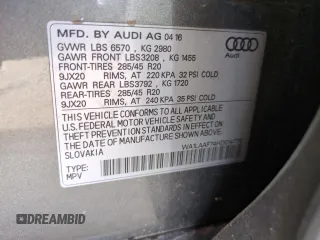 MFD. BY AUDI AG 04 16
GVWR LBS 6570 , KG 2980
GAWR FRONT LBS3208 , KG 1455
FRONT-TIRES 285/45 R20
9JX20 RIMS, AT 220 KPA 32 PSI COLD
GAWR REAR LBS3792 , KG 1720
REAR-TIRES 285/45 R20
9JX20 RIMS, AT 240 KPA 35 PSI COLD
Audi
THIS VEHICLE CONFORMS TO ALL APPLICABLE
FEDERAL MOTOR VEHICLE SAFETY, BUMPER, AND
THEFT PREVENTION STANDARDS IN EFFECT ON THE
DATE OF MANUFACTURE SHOWN ABOVE.
SLOVAKIA
TYPE:
MPV
DREAMBID